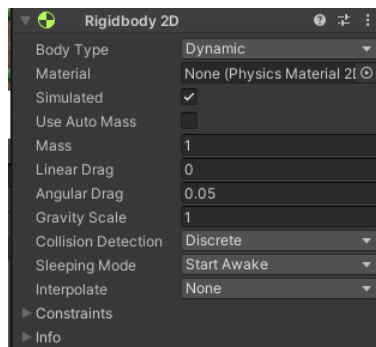 Rigidbody 2D
Body Type Dynamic
Material None (Physics Material 2
Simulated
Use Auto Mass
Mass 1
Linear Drag 0
Angular Drag 0.05
Gravity Scale 1
Collision Detection Discrete
Sleeping Mode Start Awake
Interpolate None
Constraints
Info